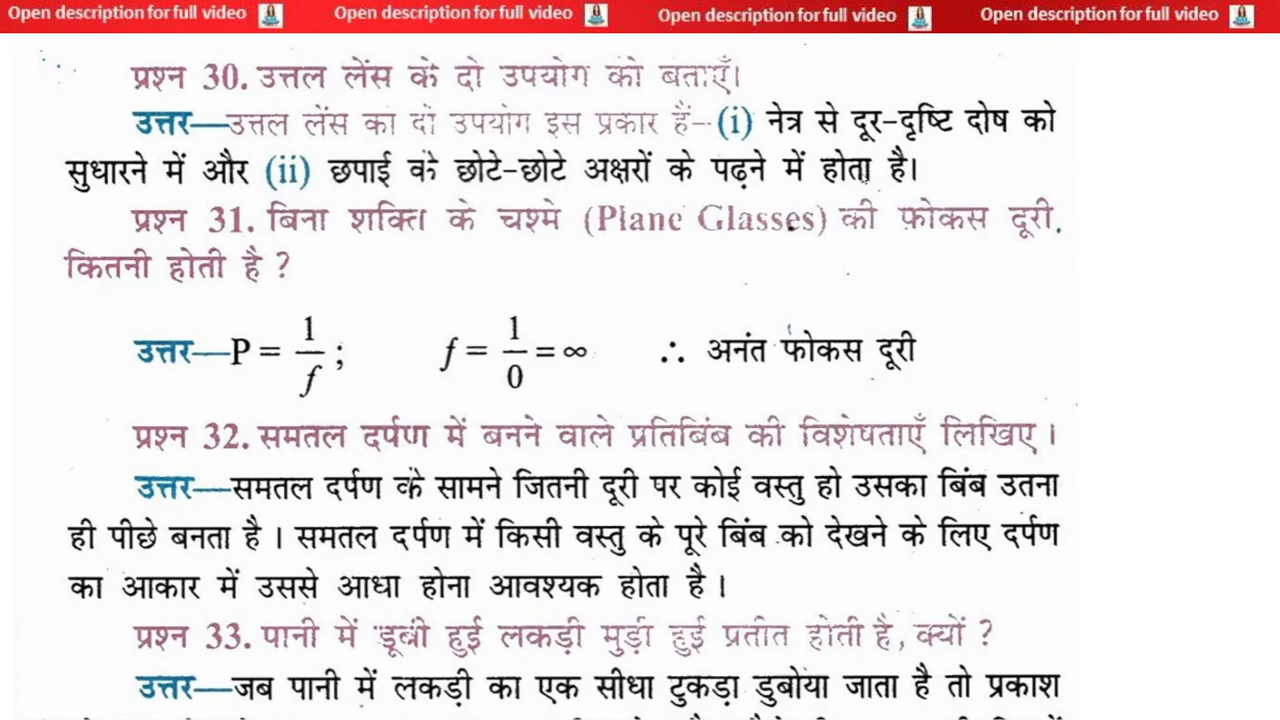 Open description for full video Open description for full video Open description for full video Open description for full video
प्रश्न 30. उत्तल लेंस के दो उपयोग को बताएँ।
उत्तर—उत्तल लेंस का दो उपयोग इस प्रकार हैं–(i) नेत्र से दूर-दृष्टि दोष को
सुधारने में और (ii) छपाई के छोटे-छोटे अक्षरों के पढ़ने में होता है।
प्रश्न 31. बिना शक्ति के चश्मे (Plane Glasses) की फ़ोकस दूरी
कितनी होती है ?
उत्तर—P = 1/f ; f = 1/0 = ∞ ∴ अनंत फोकस दूरी
प्रश्न 32. समतल दर्पण में बनने वाले प्रतिबिंब की विशेषताएँ लिखिए ।
उत्तर—समतल दर्पण के सामने जितनी दूरी पर कोई वस्तु हो उसका बिंब उतना
ही पीछे बनता है । समतल दर्पण में किसी वस्तु के पूरे बिंब को देखने के लिए दर्पण
का आकार में उससे आधा होना आवश्यक होता है ।
प्रश्न 33. पानी में डूबी हुई लकड़ी मुड़ी हुई प्रतीत होती है, क्यों ?
उत्तर—जब पानी में लकड़ी का एक सीधा टुकड़ा डुबोया जाता है तो प्रकाश